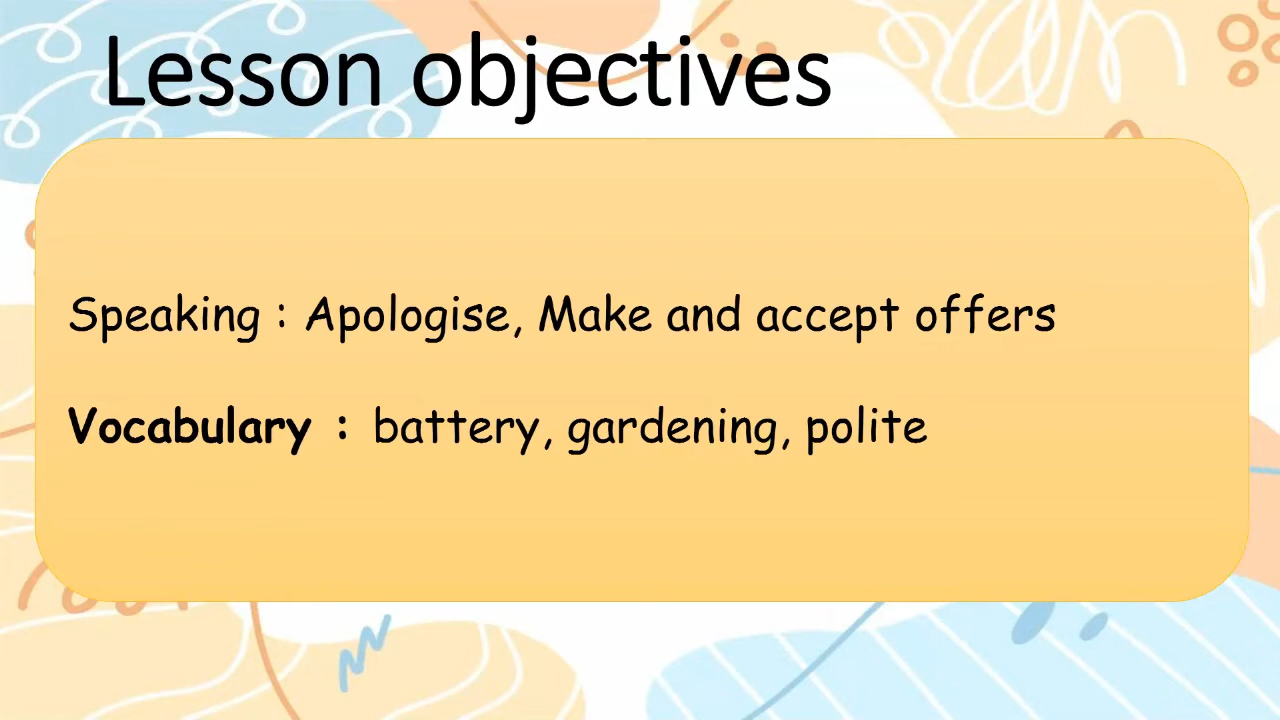 Lesson objectives
Speaking : Apologise, Make and accept offers
Vocabulary : battery, gardening, polite